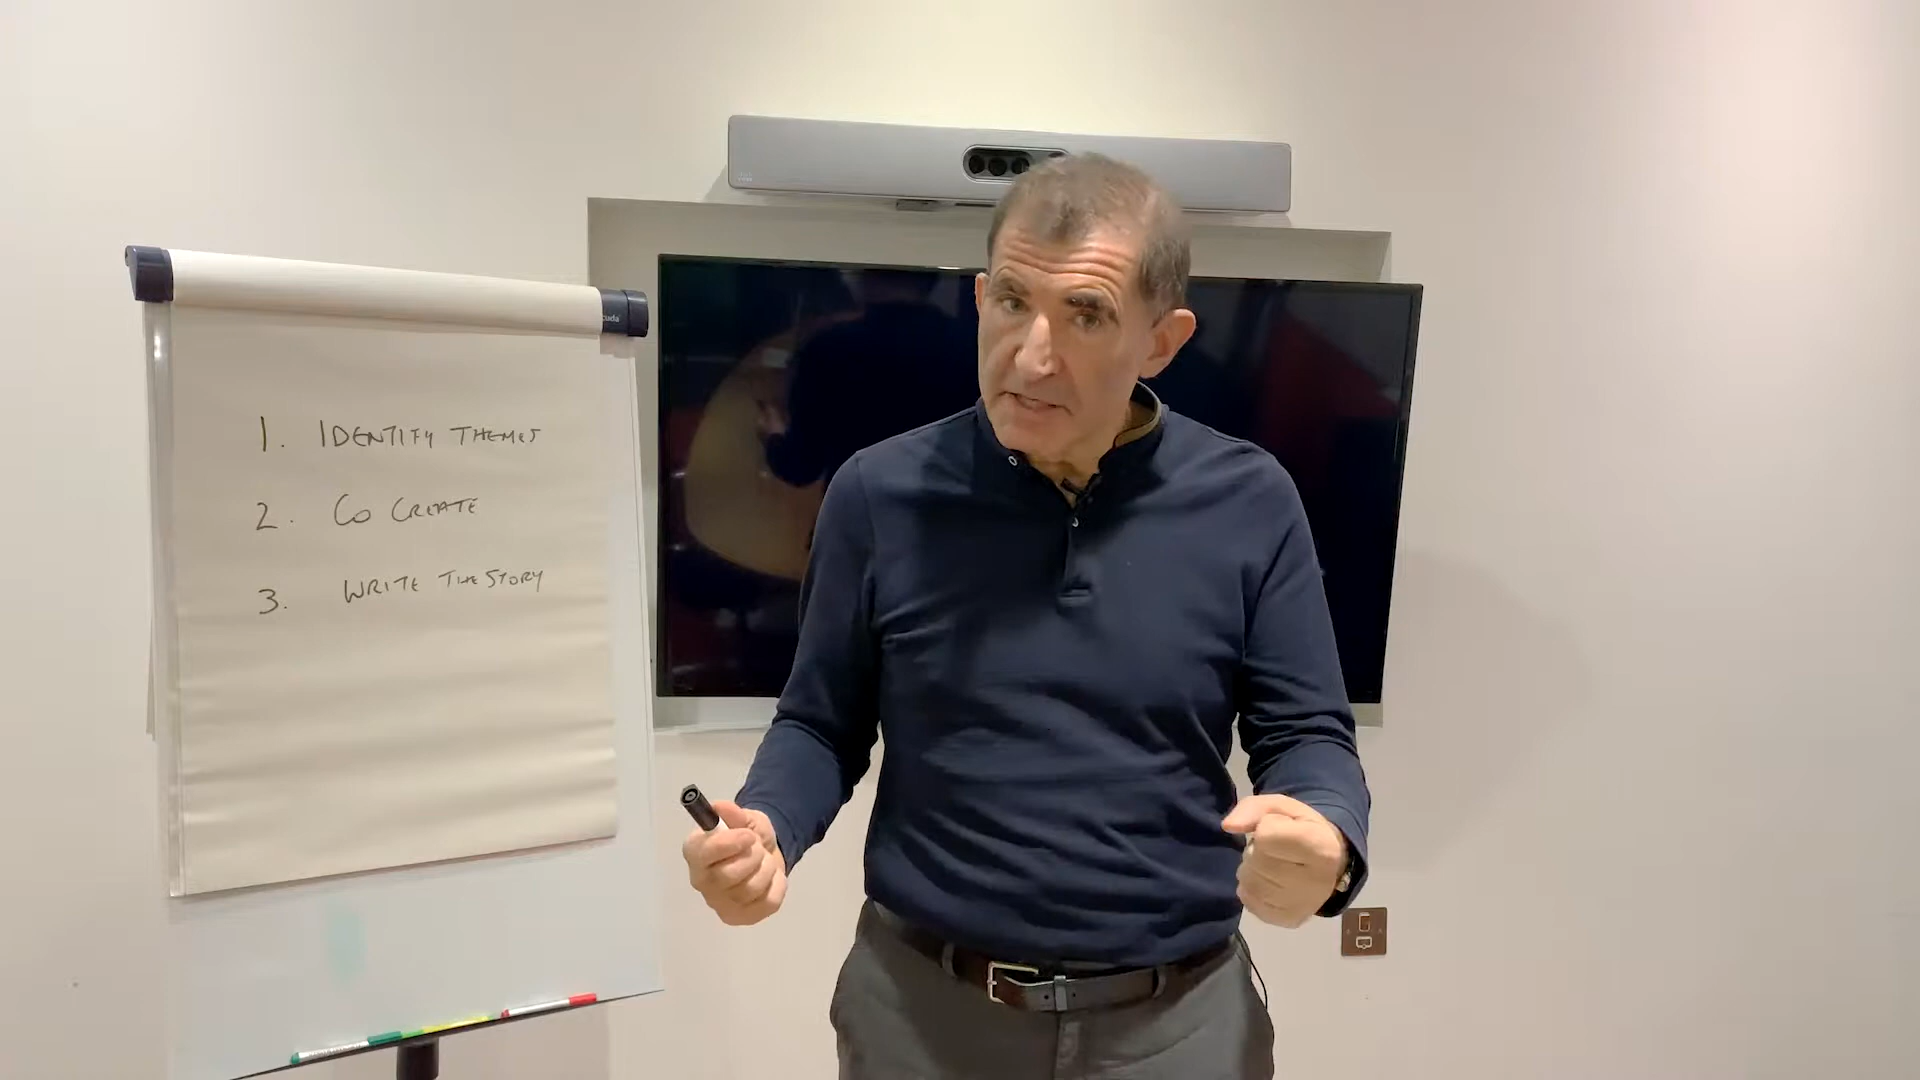 1. IDENTIFY THEMES
2. CO CREATE
3. WRITE THE STORY